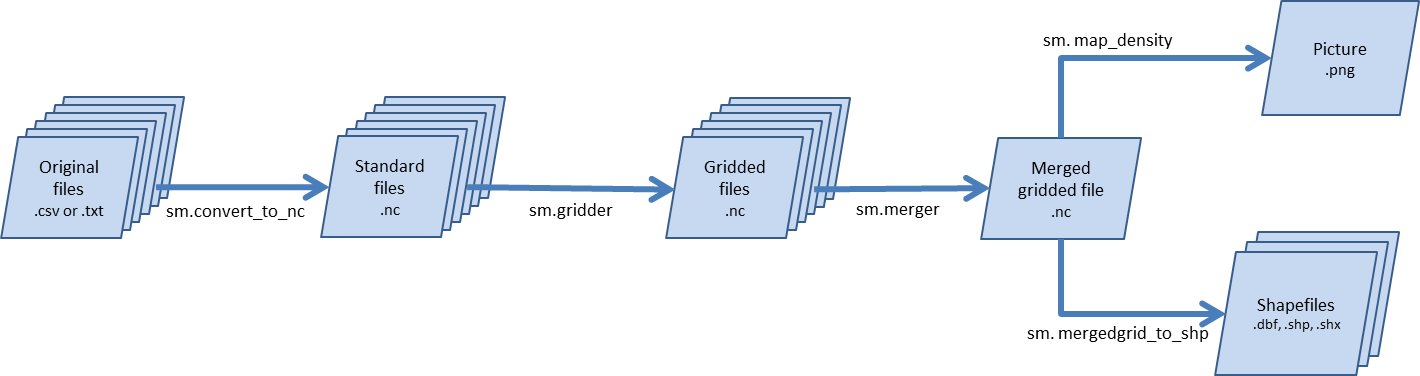 Original
files
.csv or .txt
sm.convert_to_nc
Standard
files
.nc
sm.gridder
Gridded
files
.nc
sm.merger
Merged
gridded file
.nc
sm. map_density
Picture
.png
sm. mergedgrid_to_shp
Shapefiles
.dbf, .shp, .shx